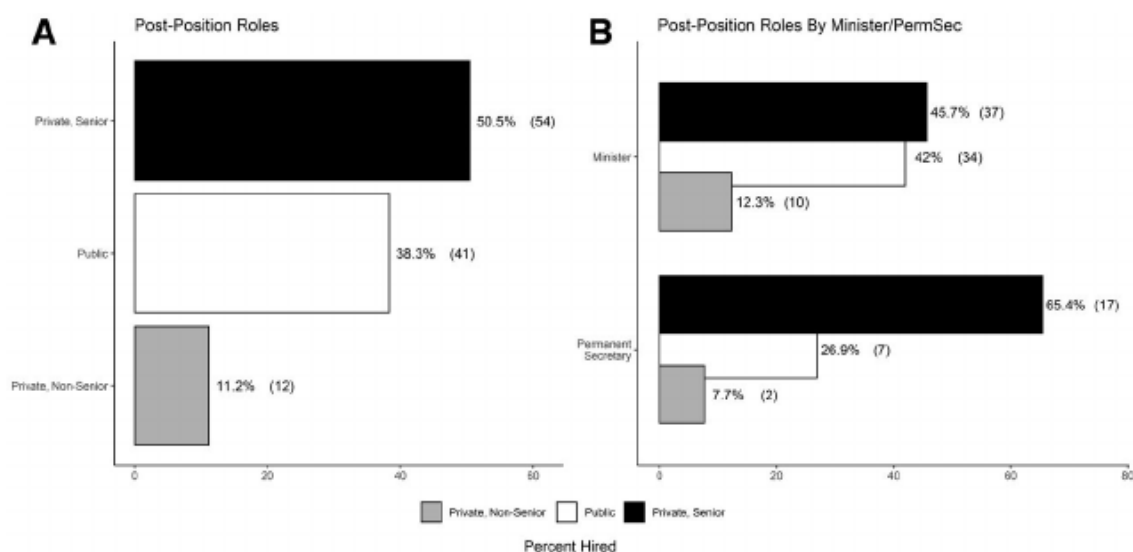 A
Post-Position Roles
Private, Senior
50.5% (54)
Public
38.3% (41)
Private, Non-Senior
11.2% (12)
0 20 40 60
B
Post-Position Roles By Minister/PermSec
Minister
45.7% (37)
42% (34)
12.3% (10)
Permanent
Secretary
65.4% (17)
26.9% (7)
7.7% (2)
0 20 40 60 80
Private, Non-Senior Public Private, Senior
Percent Hired